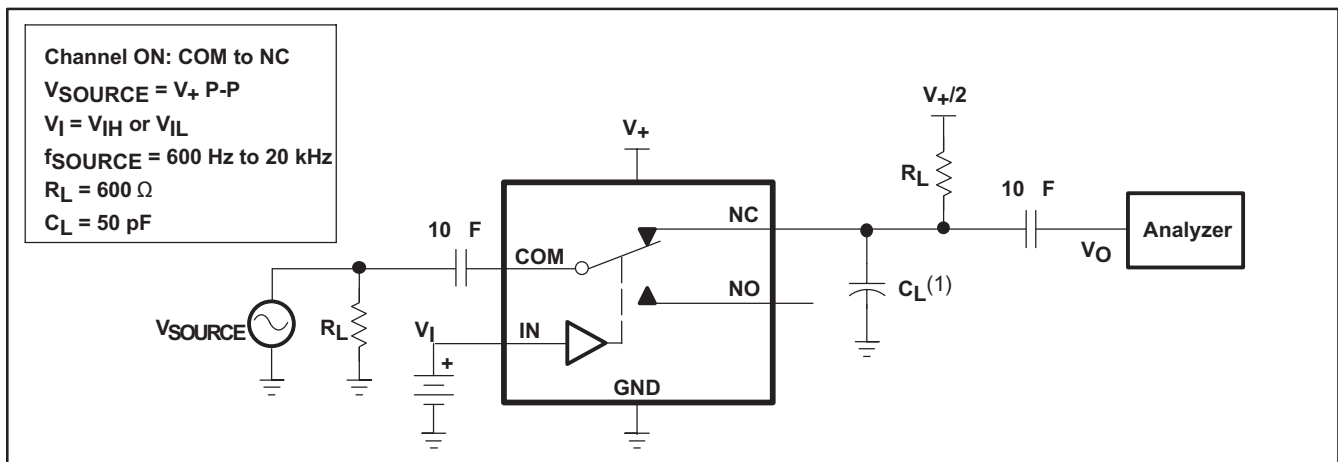 Channel ON: COM to NC
VSOURCE = V+ P-P
VI = VIH or VIL
fSOURCE = 600 Hz to 20 kHz
RL = 600 Ω
CL = 50 pF
V+/2
V+
RL
10 F
NC
Analyzer
10 F
COM
VO
CL(1)
NO
VSOURCE
RL
VI
IN
+
GND